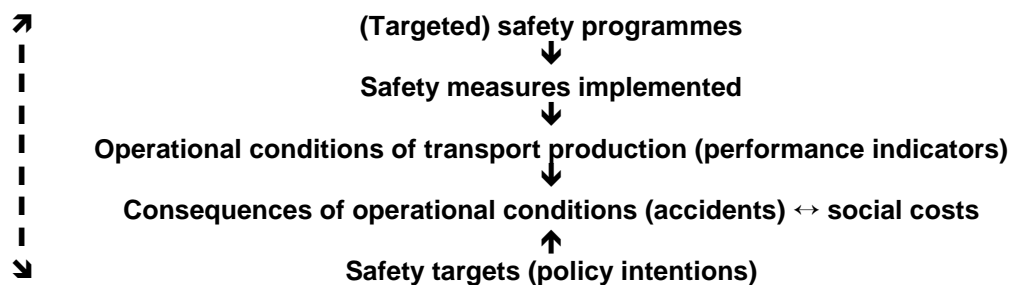 (Targeted) safety programmes
Safety measures implemented
Operational conditions of transport production (performance indicators)
Consequences of operational conditions (accidents) ↔ social costs
Safety targets (policy intentions)